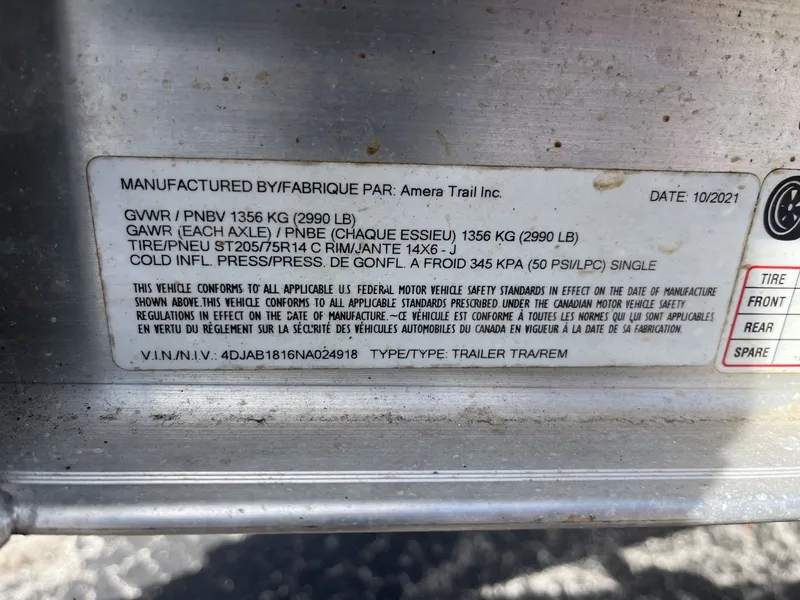 MANUFACTURED BY/FABRIQUE PAR: Amera Trail Inc. DATE: 10/2021
GVWR / PNBV 1356 KG (2990 LB)
GAWR (EACH AXLE) / PNBE (CHAQUE ESSIEU) 1356 KG (2990 LB)
TIRE/PNEU ST205/75R14 C RIM/JANTE 14X6 - J
COLD INFL. PRESS/PRESS. DE GONFL. A FROID 345 KPA (50 PSI/LPC) SINGLE
THIS VEHICLE CONFORMS TO ALL APPLICABLE U.S FEDERAL MOTOR VEHICLE SAFETY STANDARDS IN EFFECT ON THE DATE OF MANUFACTURE
SHOWN ABOVE.THIS VEHICLE CONFORMS TO ALL APPLICABLE STANDARDS PRESCRIBED UNDER THE CANADIAN MOTOR VEHICLE SAFETY
REGULATIONS IN EFFECT ON THE DATE OF MANUFACTURE.~CE VÉHICULE EST CONFORME À TOUTES LES NORMES QUI LUI SONT APPLICABLES
EN VERTU DU RÈGLEMENT SUR LA SÉCURITÉ DES VÉHICULES AUTOMOBILES DU CANADA EN VIGUEUR À LA DATE DE SA FABRICATION.
V.I.N./N.I.V.: 4DJAB1816NA024918 TYPE/TYPE: TRAILER TRA/REM
TIRE
FRONT
REAR
SPARE